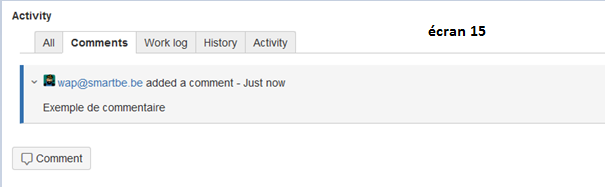 Activity
écran 15
All Comments Work log History Activity
wap@smartbe.be added a comment - Just now
Exemple de commentaire
Comment